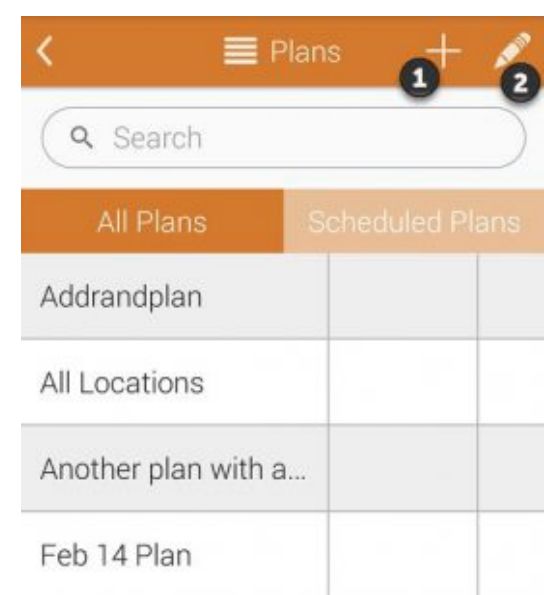 Plans
1
2
Search
All Plans
Scheduled Plans
Addrandplan
All Locations
Another plan with a...
Feb 14 Plan